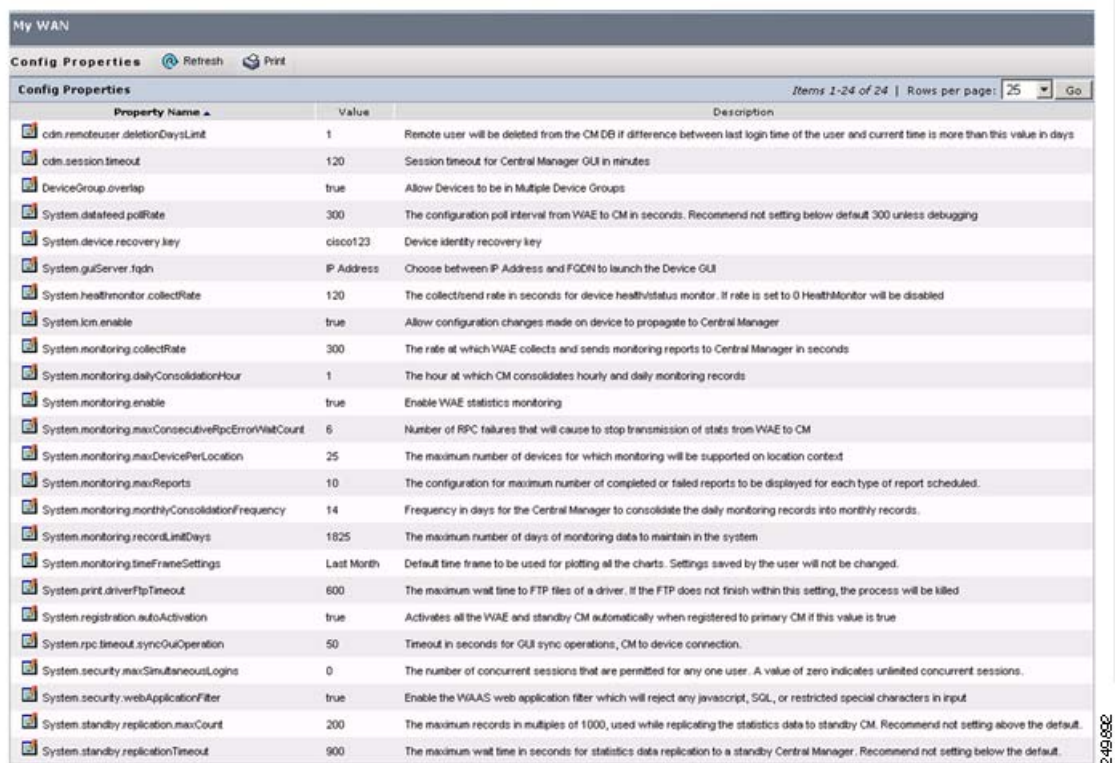 My WAN
Config Properties Refresh Print
Config Properties Items 1-24 of 24 | Rows per page: 25 Go
Property Name Value Description
cdm.remoteuser.deletionDaysLimit 1 Remote user will be deleted from the CM DB if difference between last login time of the user and current time is more than this value in days
cdm.session.timeout 120 Session timeout for Central Manager GUI in minutes
DeviceGroup.overlap true Allow Devices to be in Multiple Device Groups
System.datafeed.pollRate 300 The configuration poll interval from WAE to CM in seconds. Recommend not setting below default 300 unless debugging
System.device.recovery.key cisco123 Device identity recovery key
System.guiServer.fqdn IP Address Choose between IP Address and FQDN to launch the Device GUI
System.healthmonitor.collectRate 120 The collect/send rate in seconds for device health/status monitor. If rate is set to 0 HealthMonitor will be disabled
System.lcm.enable true Allow configuration changes made on device to propagate to Central Manager
System.monitoring.collectRate 300 The rate at which WAE collects and sends monitoring reports to Central Manager in seconds
System.monitoring.dailyConsolidationHour 1 The hour at which CM consolidates hourly and daily monitoring records
System.monitoring.enable true Enable WAE statistics monitoring
System.monitoring.maxConsecutiveRpcErrorWaitCount 6 Number of RPC failures that will cause to stop transmission of stats from WAE to CM
System.monitoring.maxDevicePerLocation 25 The maximum number of devices for which monitoring will be supported on location context
System.monitoring.maxReports 10 The configuration for maximum number of completed or failed reports to be displayed for each type of report scheduled.
System.monitoring.monthlyConsolidationFrequency 14 Frequency in days for the Central Manager to consolidate the daily monitoring records into monthly records.
System.monitoring.recordLimitDays 1825 The maximum number of days of monitoring data to maintain in the system
System.monitoring.timeFrameSettings Last Month Default time frame to be used for plotting all the charts. Settings saved by the user will not be changed.
System.print.driverFtpTimeout 600 The maximum wait time to FTP files of a driver. If the FTP does not finish within this setting, the process will be killed
System.registration.autoActivation true Activates all the WAE and standby CM automatically when registered to primary CM if this value is true
System.rpc.timeout.syncGuiOperation 50 Timeout in seconds for GUI sync operations, CM to device connection.
System.security.maxSimultaneousLogins 0 The number of concurrent sessions that are permitted for any one user. A value of zero indicates unlimited concurrent sessions.
System.security.webApplicationFilter true Enable the WAAS web application filter which will reject any javascript, SQL, or restricted special characters in input
System.standby.replication.maxCount 200 The maximum records in multiples of 1000, used while replicating the statistics data to standby CM. Recommend not setting above the default.
System.standby.replicationTimeout 900 The maximum wait time in seconds for statistics data replication to a standby Central Manager. Recommend not setting below the default.
249892